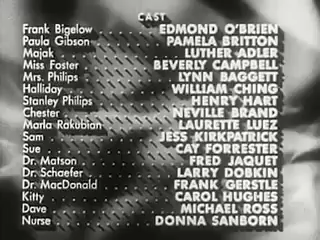 CAST
Frank Bigelow . . . . . . . EDMOND O'BRIEN
Paula Gibson . . . . . . . PAMELA BRITTON
Majak . . . . . . . LUTHER ADLER
Miss Foster . . . . . . . BEVERLY CAMPBELL
Mrs. Philips . . . . . . . LYNN BAGGETT
Halliday . . . . . . . WILLIAM CHING
Stanley Philips . . . . . . . HENRY HART
Chester . . . . . . . NEVILLE BRAND
Marla Rakubian . . . . . . . LAURETTE LUEZ
Sam . . . . . . . JESS KIRKPATRICK
Sue . . . . . . . CAY FORRESTER
Dr. Matson . . . . . . . FRED JAQUET
Dr. Schaefer . . . . . . . LARRY DOBKIN
Dr. MacDonald . . . . . . . FRANK GERSTLE
Kitty . . . . . . . CAROL HUGHES
Dave . . . . . . . MICHAEL ROSS
Nurse . . . . . . . DONNA SANBORN